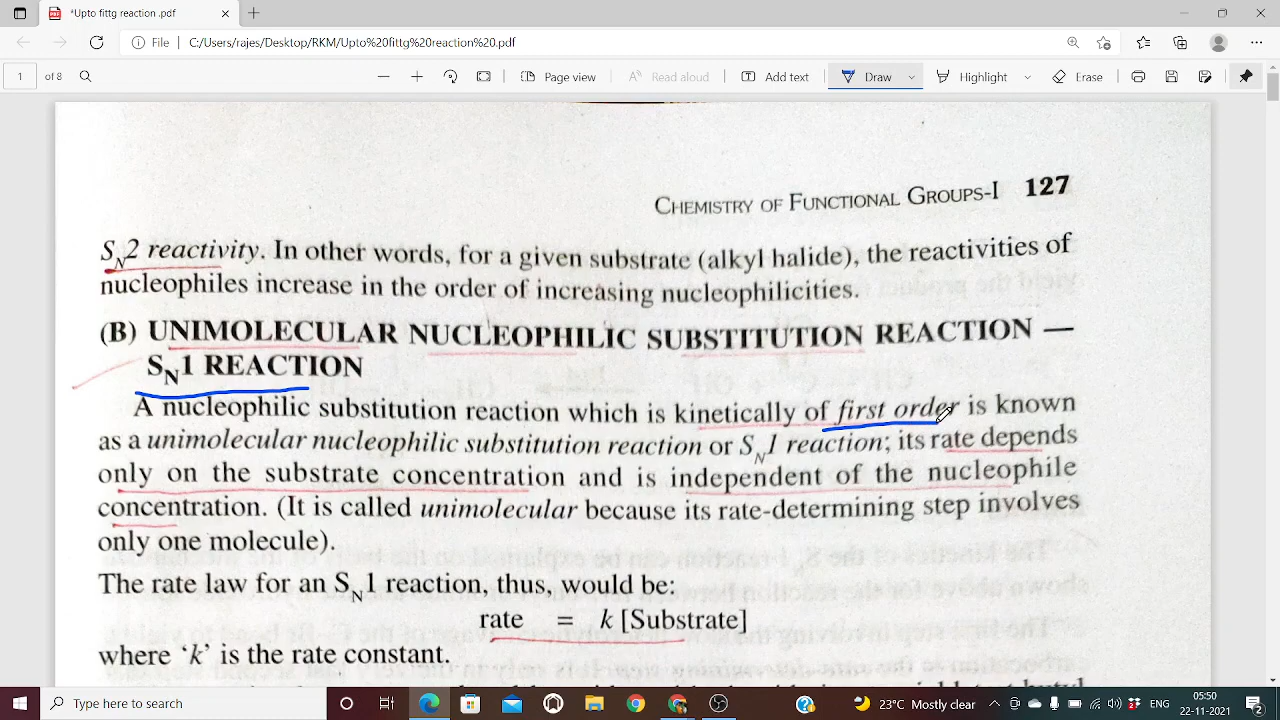 *Upto fittg reaction .pdf
File
C:/Users/rajes/Desktop/RKM/Upto%20fittg%20reaction%20.pdf
1 of 8
Page view
Read aloud
Add text
Draw
Highlight
Erase
CHEMISTRY OF FUNCTIONAL GROUPS-I 127
SN2 reactivity. In other words, for a given substrate (alkyl halide), the reactivities of
nucleophiles increase in the order of increasing nucleophilicities.
(B) UNIMOLECULAR NUCLEOPHILIC SUBSTITUTION REACTION —
SN1 REACTION
A nucleophilic substitution reaction which is kinetically of first order is known
as a unimolecular nucleophilic substitution reaction or SN1 reaction; its rate depends
only on the substrate concentration and is independent of the nucleophile
concentration. (It is called unimolecular because its rate-determining step involves
only one molecule).
The rate law for an SN1 reaction, thus, would be:
rate = k [Substrate]
where ‘k’ is the rate constant.
Type here to search
23°C Mostly clear
ENG
05:50
22-11-2021
21